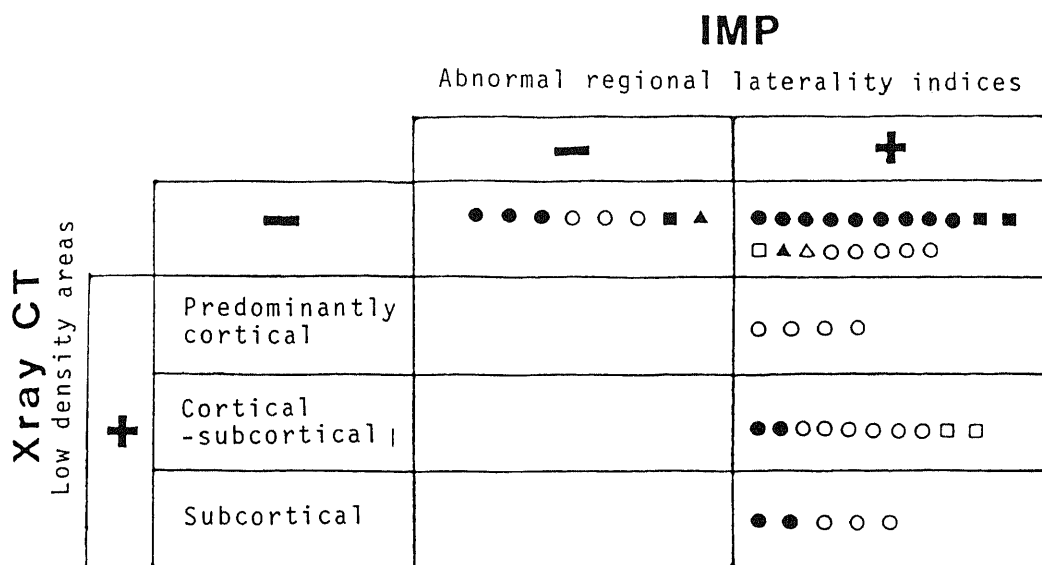 IMP
Abnormal regional laterality indices
− +
Xray CT
Low density areas
−
+
Predominantly
cortical
Cortical
-subcortical
Subcortical